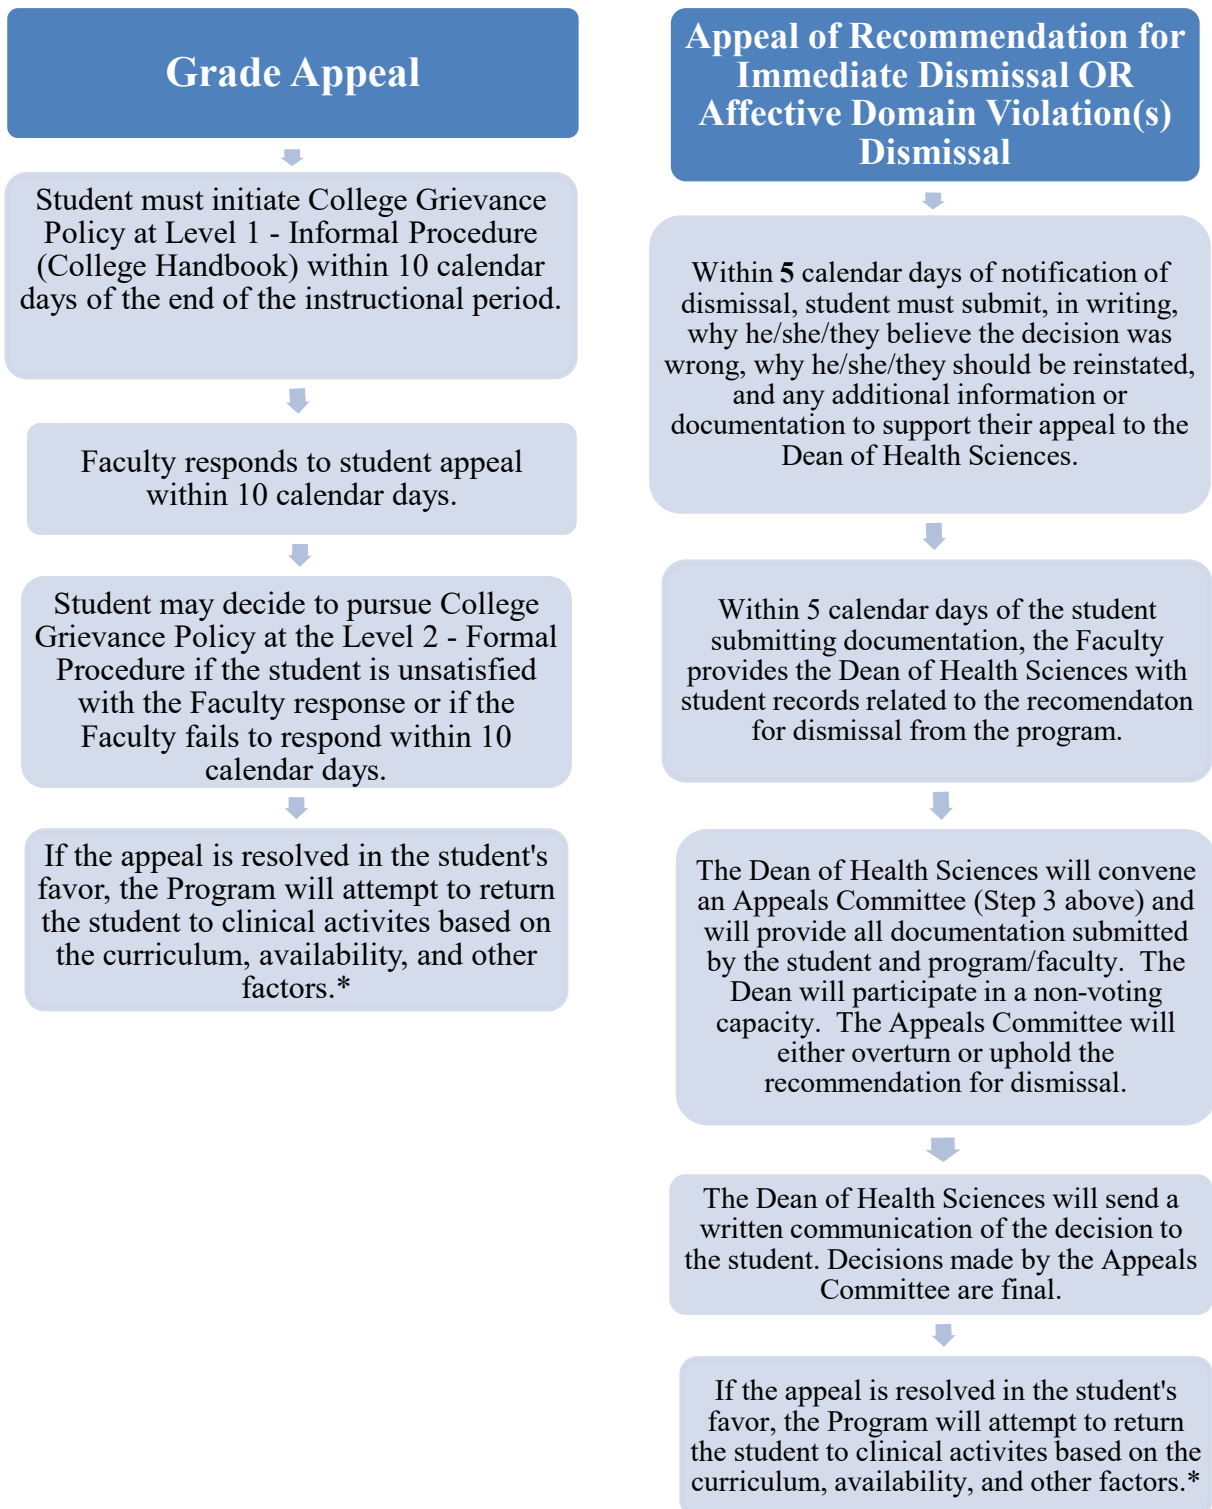 Grade Appeal
Student must initiate College Grievance
Policy at Level 1 - Informal Procedure
(College Handbook) within 10 calendar
days of the end of the instructional period.
Faculty responds to student appeal
within 10 calendar days.
Student may decide to pursue College
Grievance Policy at the Level 2 - Formal
Procedure if the student is unsatisfied
with the Faculty response or if the
Faculty fails to respond within 10
calendar days.
If the appeal is resolved in the student's
favor, the Program will attempt to return
the student to clinical activites based on
the curriculum, availability, and other
factors.*
Appeal of Recommendation for
Immediate Dismissal OR
Affective Domain Violation(s)
Dismissal
Within 5 calendar days of notification of
dismissal, student must submit, in writing,
why he/she/they believe the decision was
wrong, why he/she/they should be reinstated,
and any additional information or
documentation to support their appeal to the
Dean of Health Sciences.
Within 5 calendar days of the student
submitting documentation, the Faculty
provides the Dean of Health Sciences with
student records related to the recomendaton
for dismissal from the program.
The Dean of Health Sciences will convene
an Appeals Committee (Step 3 above) and
will provide all documentation submitted
by the student and program/faculty.  The
Dean will participate in a non-voting
capacity.  The Appeals Committee will
either overturn or uphold the
recommendation for dismissal.
The Dean of Health Sciences will send a
written communication of the decision to
the student. Decisions made by the Appeals
Committee are final.
If the appeal is resolved in the student's
favor, the Program will attempt to return
the student to clinical activites based on the
curriculum, availability, and other factors.*